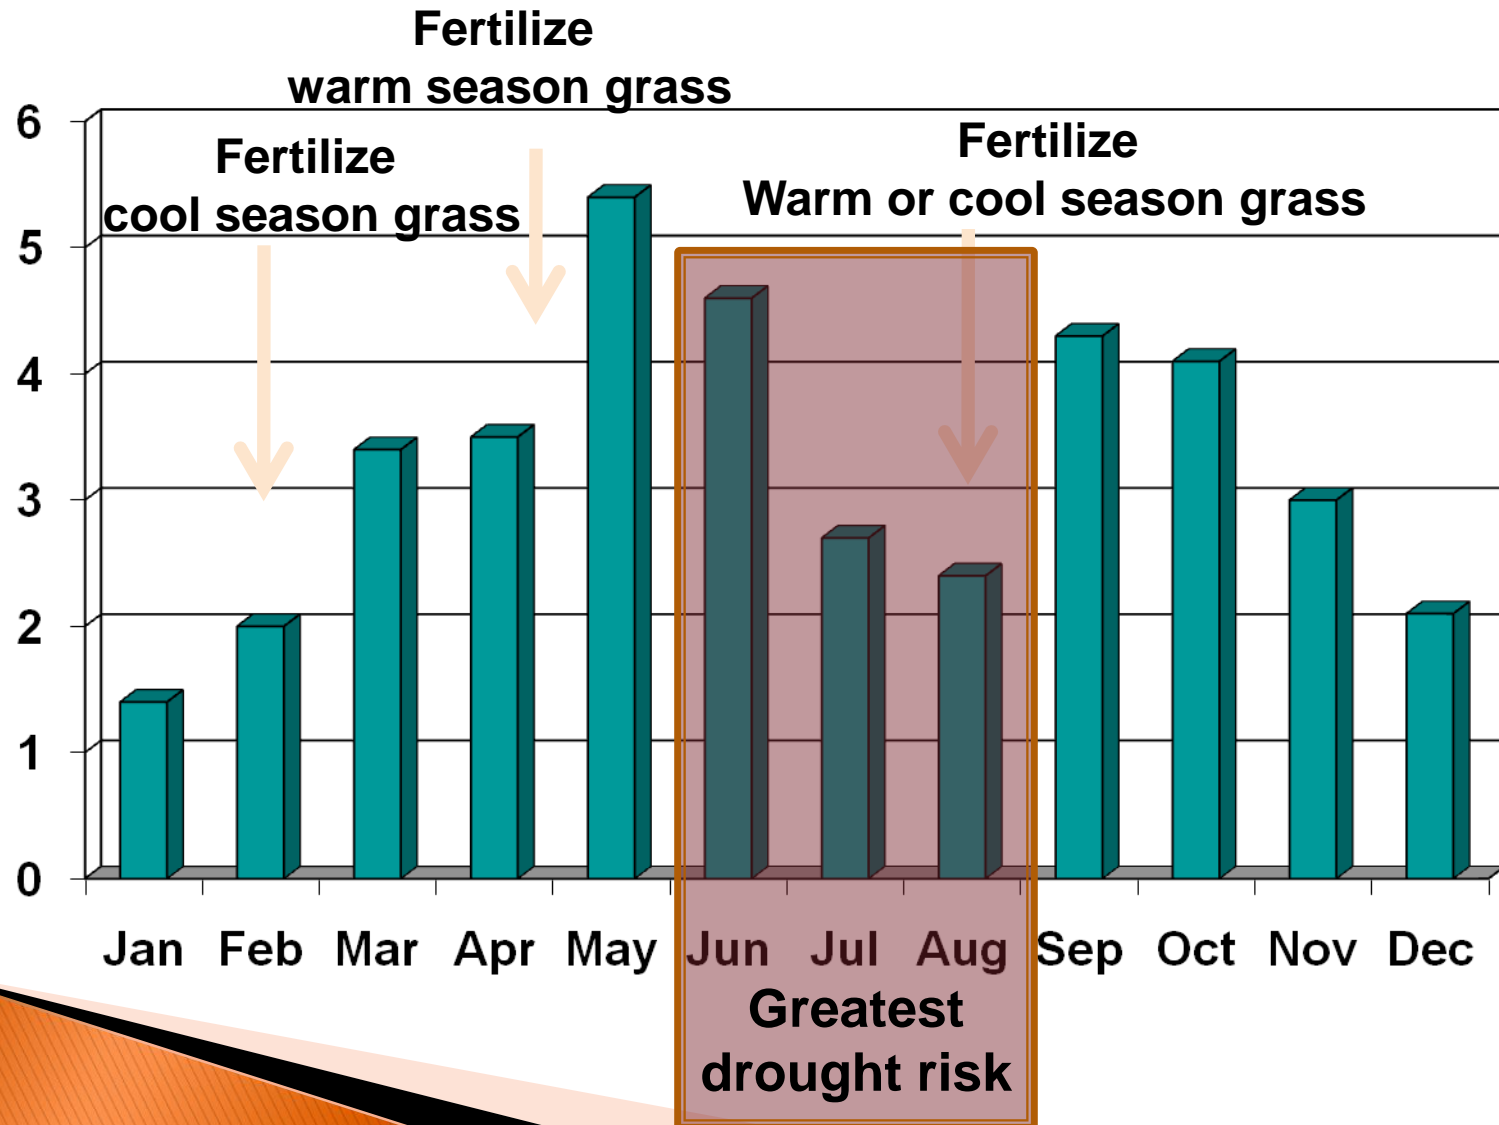 Fertilize
warm season grass
Fertilize
cool season grass
Fertilize
Warm or cool season grass
6
5
4
3
2
1
0
Jan Feb Mar Apr May Jun Jul Aug Sep Oct Nov Dec
Greatest
drought risk